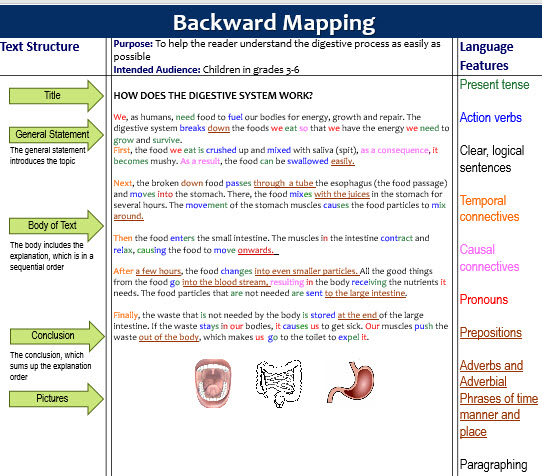 Backward Mapping
Text Structure
Purpose: To help the reader understand the digestive process as easily as
possible
Intended Audience: Children in grades 3-6
Language
Features
Title
General Statement
The general statement
introduces the topic
Body of Text
The body includes the
explanation, which is in a
sequential order
Conclusion
The conclusion, which
sums up the explanation
order
Pictures
HOW DOES THE DIGESTIVE SYSTEM WORK?
We, as humans, need food to fuel our bodies for energy, growth and repair. The
digestive system breaks down the foods we eat so that we have the energy we need to
grow and survive.
First, the food we eat is crushed up and mixed with saliva (spit), as a consequence, it
becomes mushy. As a result, the food can be swallowed easily.
Next, the broken down food passes through a tube the esophagus (the food passage)
and moves into the stomach. There, the food mixes with the juices in the stomach for
several hours. The movement of the stomach muscles causes the food particles to mix
around.
Then the food enters the small intestine. The muscles in the intestine contract and
relax, causing the food to move onwards.
After a few hours, the food changes into even smaller particles. All the good things
from the food go into the blood stream, resulting in the body receiving the nutrients it
needs. The food particles that are not needed are sent to the large intestine.
Finally, the waste that is not needed by the body is stored at the end of the large
intestine. If the waste stays in our bodies, it causes us to get sick. Our muscles push the
waste out of the body, which makes us go to the toilet to expel it.
Present tense
Action verbs
Clear, logical
sentences
Temporal
connectives
Causal
connectives
Pronouns
Prepositions
Adverbs and
Adverbial
Phrases of time
manner and
place
Paragraphing